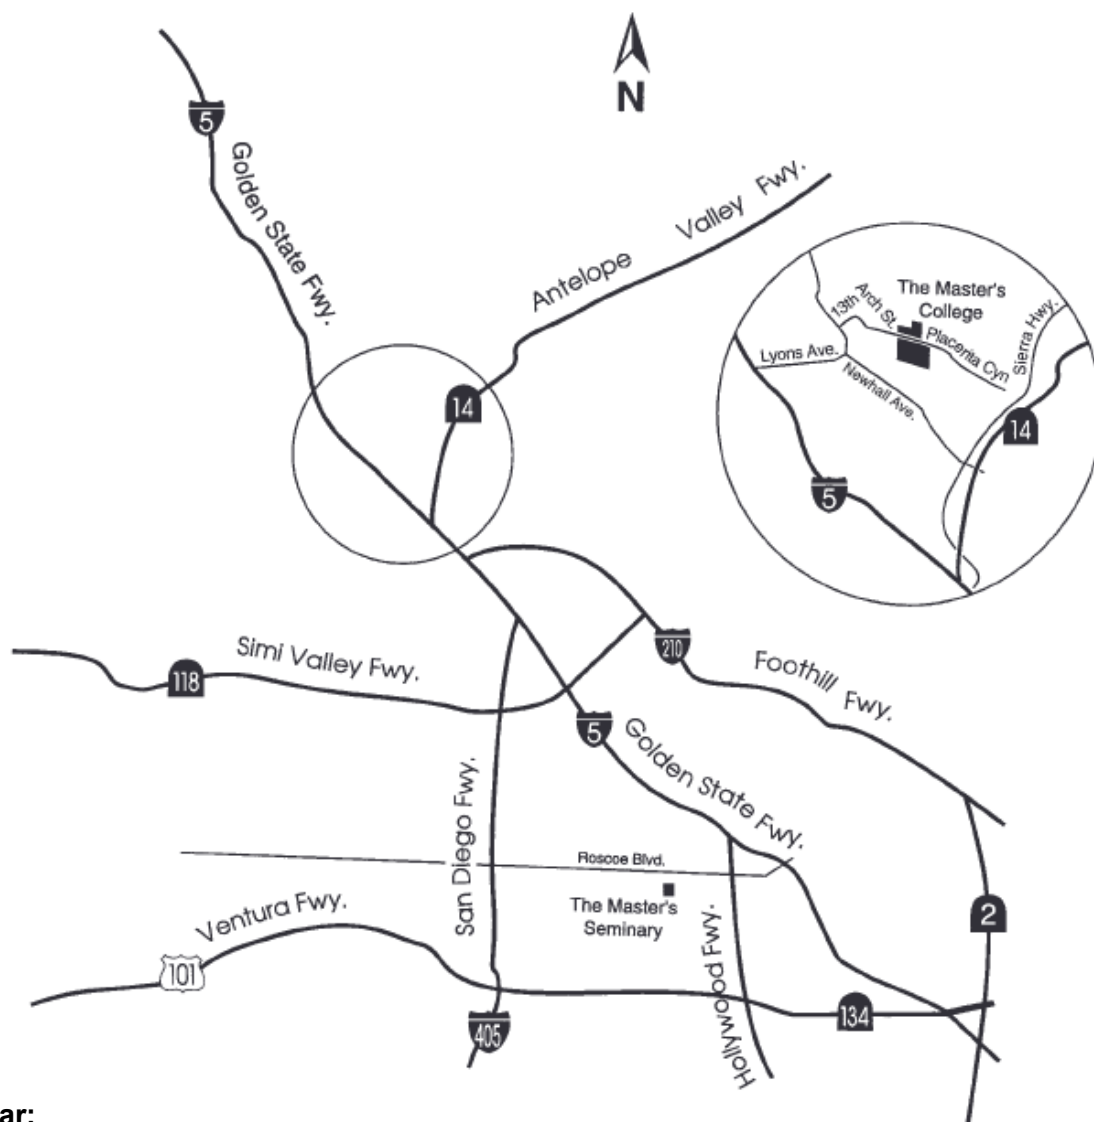 N
5
Golden State Fwy.
Antelope Valley Fwy.
14
The Master's
College
13th
Arch St.
Placerita Cyn
Sierra Hwy.
Lyons Ave.
Newhall Ave.
14
5
Simi Valley Fwy.
118
210
Foothill Fwy.
5
Golden State Fwy.
San Diego Fwy.
Roscoe Blvd.
The Master's
Seminary
Ventura Fwy.
101
Hollywood Fwy.
2
134
405
ar: